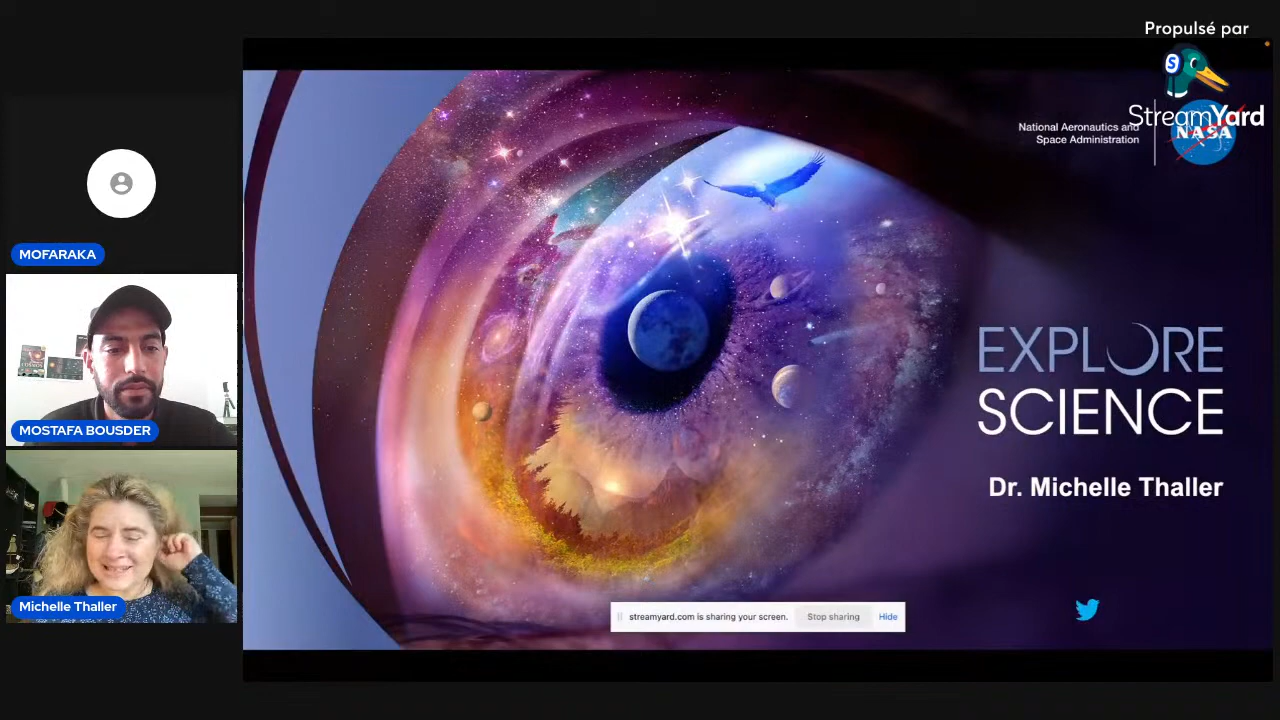 Propulsé par
StreamYard
National Aeronautics and
Space Administration
NASA
MOFARAKA
MOSTAFA BOUSDER
Michelle Thaller
EXPLORE
SCIENCE
Dr. Michelle Thaller
streamyard.com is sharing your screen. Stop sharing Hide